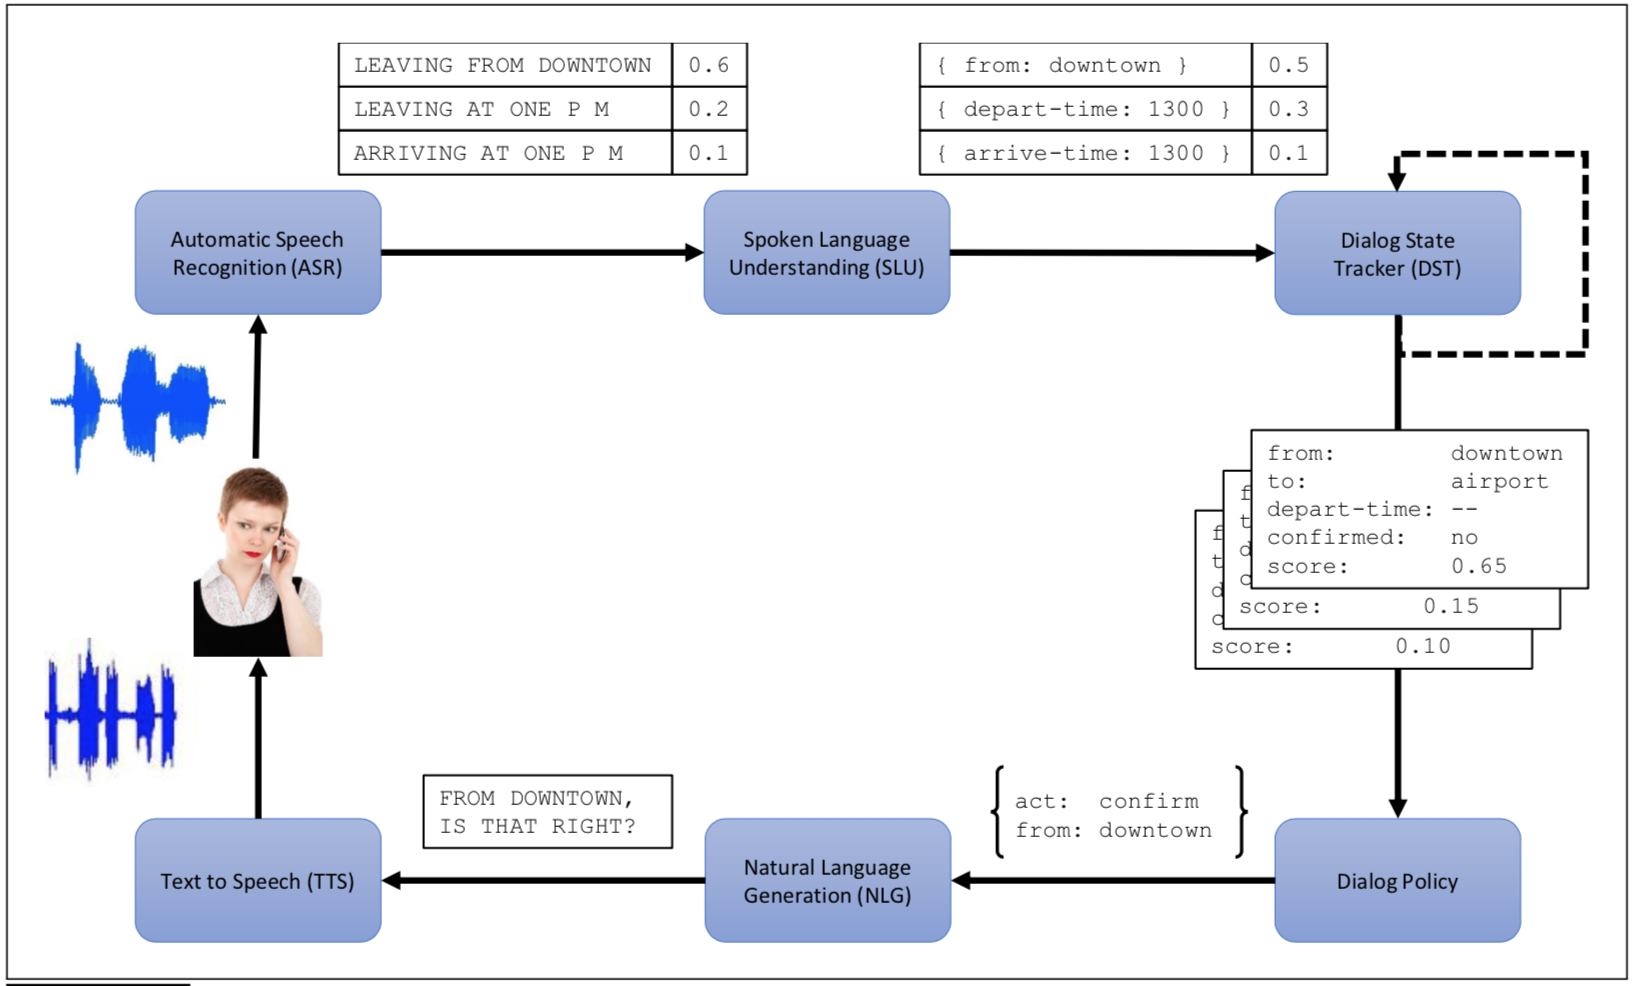 LEAVING FROM DOWNTOWN 0.6
LEAVING AT ONE P M 0.2
ARRIVING AT ONE P M 0.1
{ from: downtown } 0.5
{ depart-time: 1300 } 0.3
{ arrive-time: 1300 } 0.1
Automatic Speech
Recognition (ASR)
Spoken Language
Understanding (SLU)
Dialog State
Tracker (DST)
from: downtown
to: airport
depart-time: --
confirmed: no
score: 0.65
f
t
d
c
score: 0.15
f
t
d
c
score: 0.10
act: confirm
from: downtown
FROM DOWNTOWN,
IS THAT RIGHT?
Text to Speech (TTS)
Natural Language
Generation (NLG)
Dialog Policy